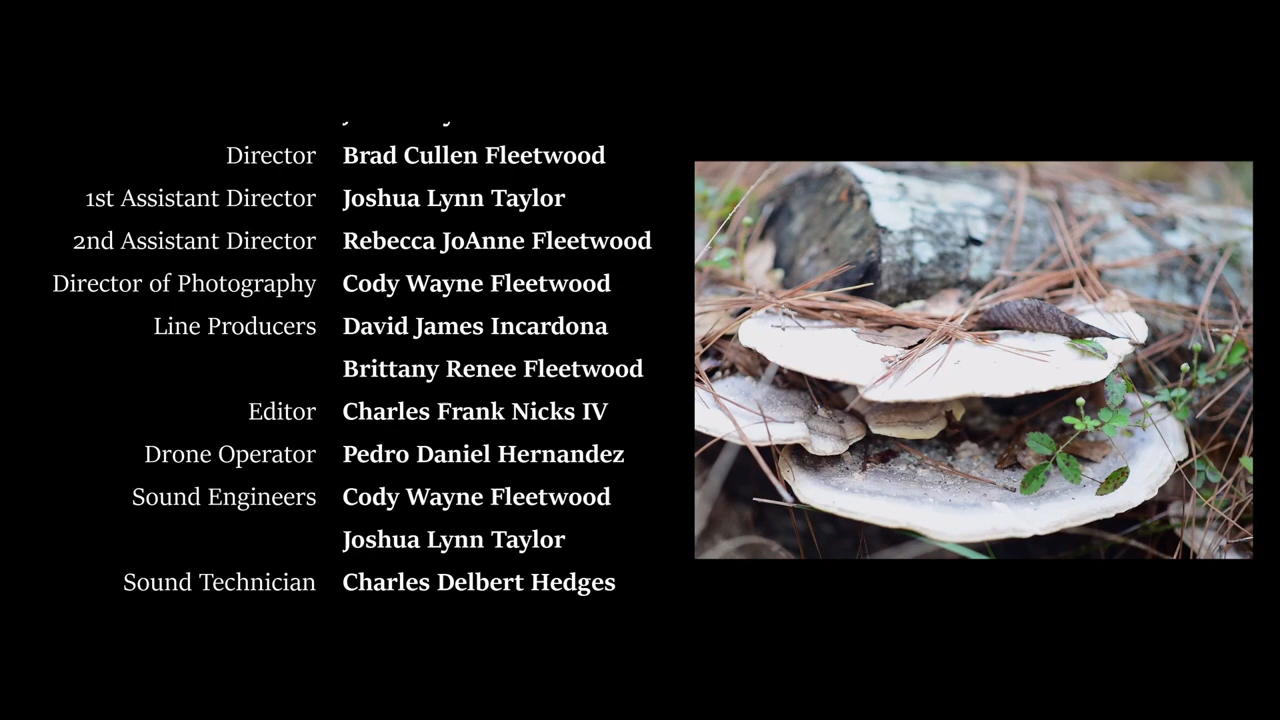 Director Brad Cullen Fleetwood
1st Assistant Director Joshua Lynn Taylor
2nd Assistant Director Rebecca JoAnne Fleetwood
Director of Photography Cody Wayne Fleetwood
Line Producers David James Incardona
Brittany Renee Fleetwood
Editor Charles Frank Nicks IV
Drone Operator Pedro Daniel Hernandez
Sound Engineers Cody Wayne Fleetwood
Joshua Lynn Taylor
Sound Technician Charles Delbert Hedges